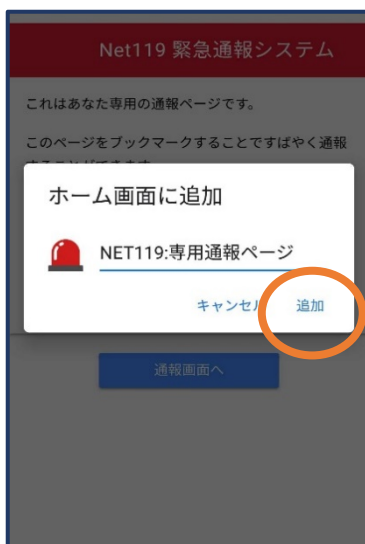 Net119 緊急通報システム
これはあなた専用の通報ページです。
このページをブックマークすることですばやく通報
ホーム画面に追加
NET119:専用通報ページ
キャンセル
追加
通報画面へ